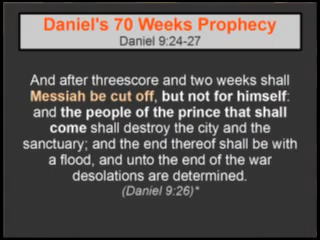 Daniel's 70 Weeks Prophecy
Daniel 9:24-27
And after threescore and two weeks shall
Messiah be cut off, but not for himself:
and the people of the prince that shall
come shall destroy the city and the
sanctuary; and the end thereof shall be with
a flood, and unto the end of the war
desolations are determined.
(Daniel 9:26)*